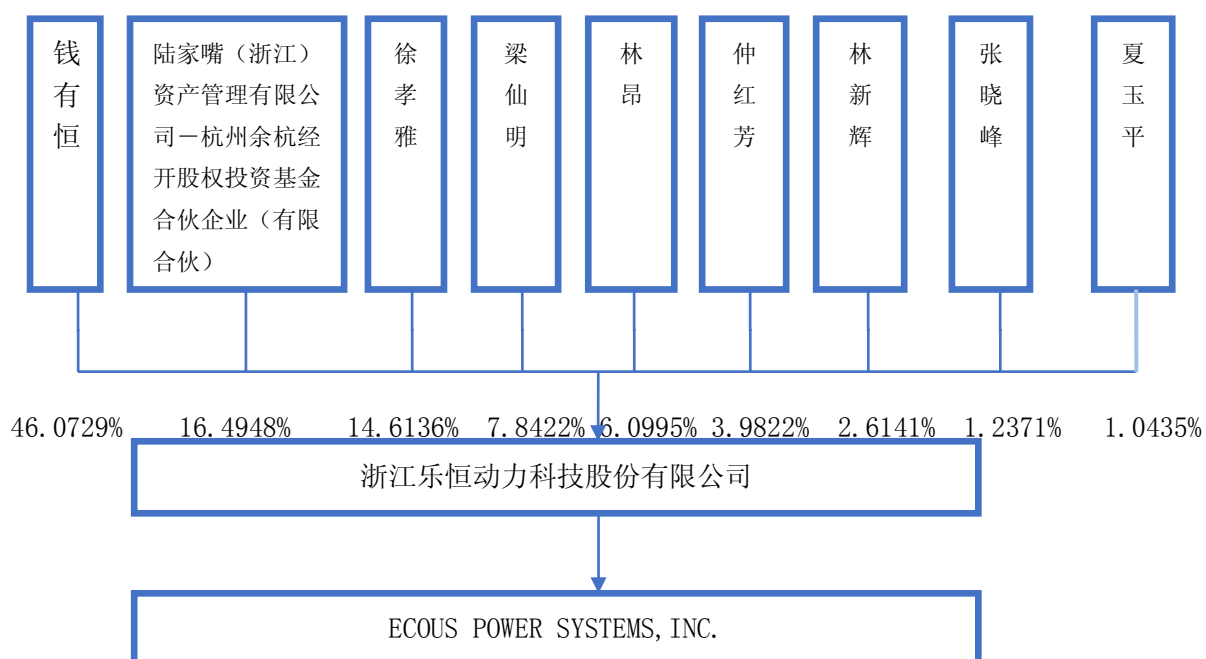 钱有恒
陆家嘴（浙江）
资产管理有限公
司－杭州余杭经
开股权投资基金
合伙企业（有限
合伙）
徐孝雅
梁仙明
林昂
仲红芳
林新辉
张晓峰
夏玉平
46.0729% 16.4948% 14.6136% 7.8422% 6.0995% 3.9822% 2.6141% 1.2371% 1.0435%
浙江乐恒动力科技股份有限公司
ECOUS POWER SYSTEMS,INC.